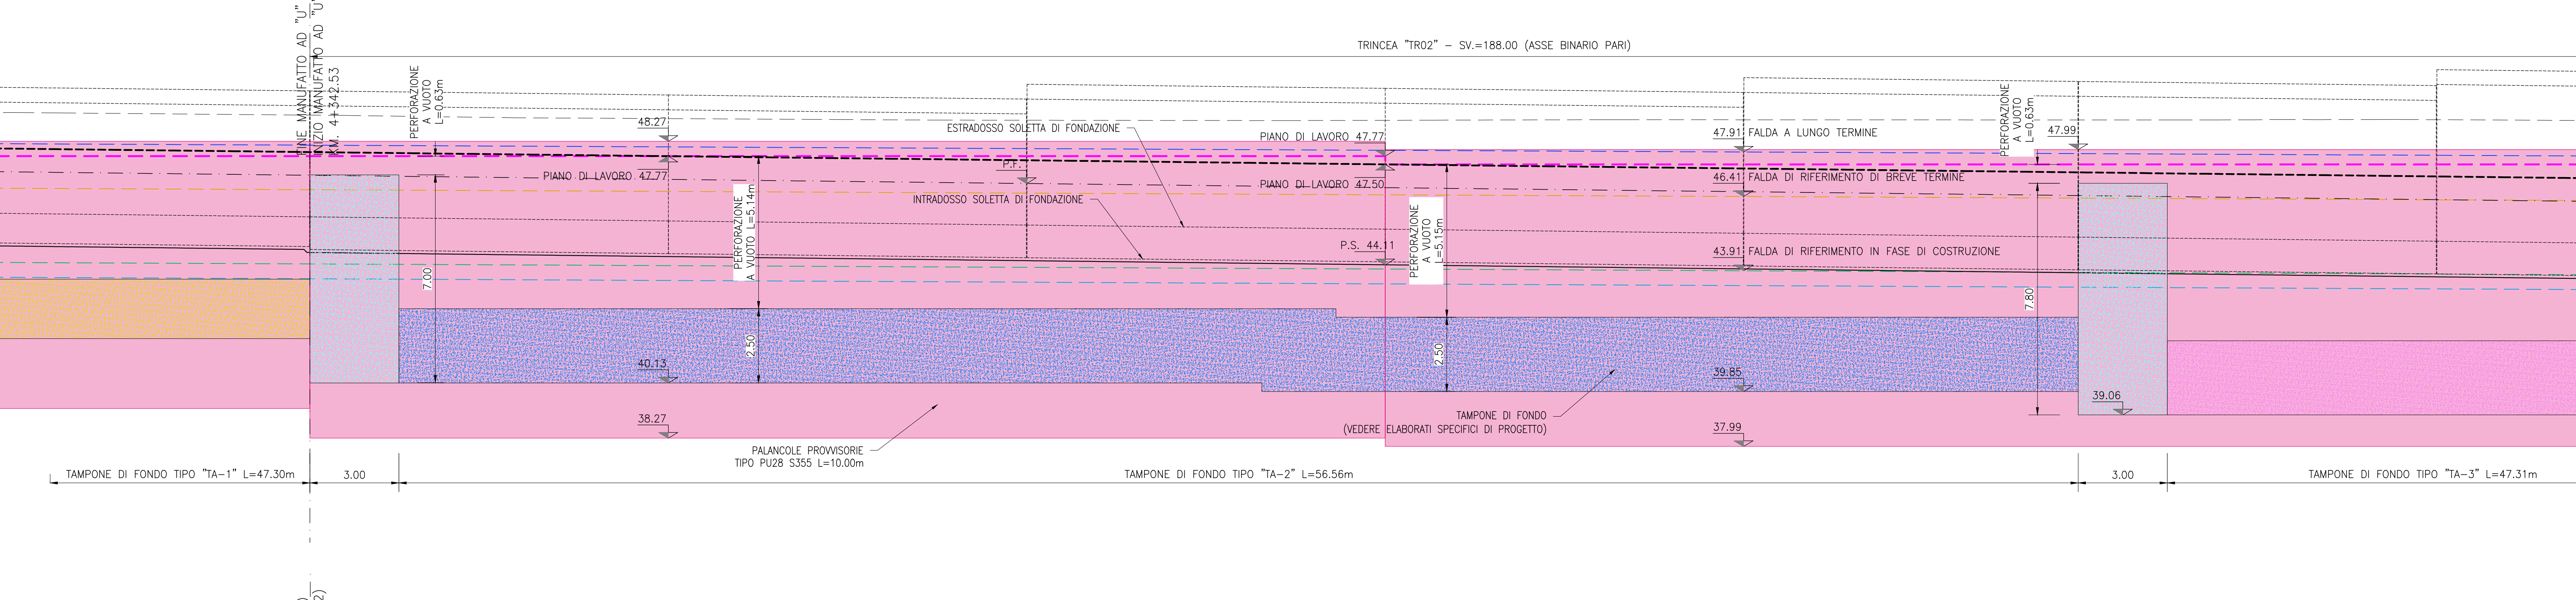 TRINCEA "TR02" - SV.=188.00 (ASSE BINARIO PARI)
FINE MANUFATTO AD "U"
INIZIO MANUFATTO AD "U"
KM. 4+342.53
PERFORAZIONE
A VUOTO
L=0.63m
48.27
ESTRADOSSO SOLETTA DI FONDAZIONE
PIANO DI LAVORO 47.77
47.91 FALDA A LUNGO TERMINE
PERFORAZIONE
A VUOTO
L=0.63m
47.99
P.F.
PIANO DI LAVORO 47.77
PIANO DI LAVORO 47.50
46.41 FALDA DI RIFERIMENTO DI BREVE TERMINE
INTRADOSSO SOLETTA DI FONDAZIONE
PERFORAZIONE
A VUOTO L=5.14m
PERFORAZIONE
A VUOTO
L=5.15m
P.S. 44.11
43.91 FALDA DI RIFERIMENTO IN FASE DI COSTRUZIONE
7.00
7.80
2.50
2.50
40.13
39.85
39.06
38.27
37.99
TAMPONE DI FONDO
(VEDERE ELABORATI SPECIFICI DI PROGETTO)
PALANCOLE PROVVISORIE
TIPO PU28 S355 L=10.00m
TAMPONE DI FONDO TIPO "TA-1" L=47.30m
3.00
TAMPONE DI FONDO TIPO "TA-2" L=56.56m
3.00
TAMPONE DI FONDO TIPO "TA-3" L=47.31m